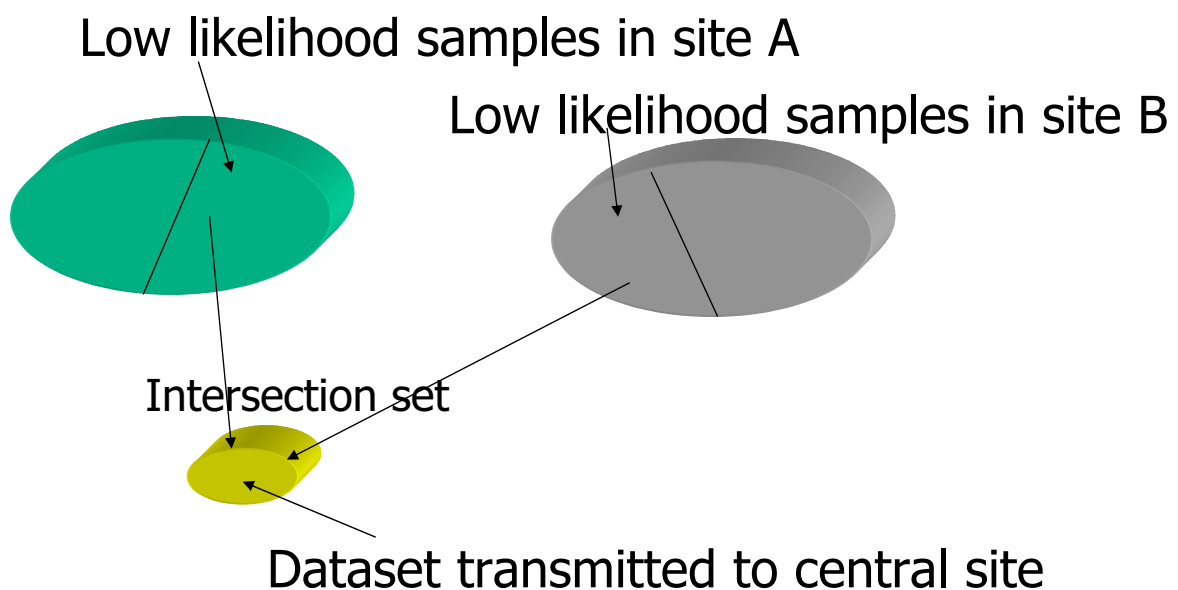 Low likelihood samples in site A
Low likelihood samples in site B
Intersection set
Dataset transmitted to central site